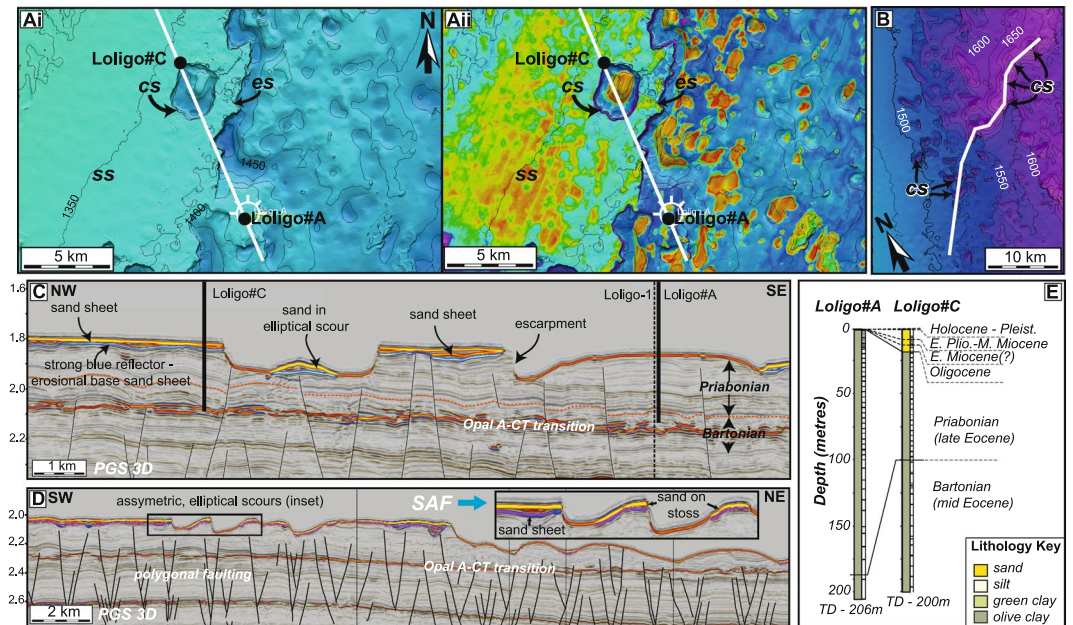 Ai
N
Loligo#C
cs
es
ss
1350
1400
1450
Loligo#A
5 km
Aii
Loligo#C
cs
es
ss
Loligo#A
5 km
B
1600
1650
cs
1500
1600
cs
1550
N
10 km
C
NW
Loligo#C
Loligo-1
Loligo#A
SE
1.6
1.8
2.0
2.2
sand sheet
strong blue reflector -
erosional base sand sheet
sand in
elliptical scour
sand sheet
escarpment
Priabonian
Opal A-CT transition
Bartonian
1 km
PGS 3D
D
SW
NE
2.0
2.2
2.4
2.6
assymetric, elliptical scours (inset)
SAF
sand sheet
sand on
stoss
polygonal faulting
Opal A-CT transition
2 km
PGS 3D
E
Loligo#A
Loligo#C
0
50
100
150
200
Depth (metres)
Holocene - Pleist.
E. Plio.-M. Miocene
E. Miocene(?)
Oligocene
Priabonian
(late Eocene)
Bartonian
(mid Eocene)
Lithology Key
sand
silt
green clay
olive clay
TD - 206m
TD - 200m